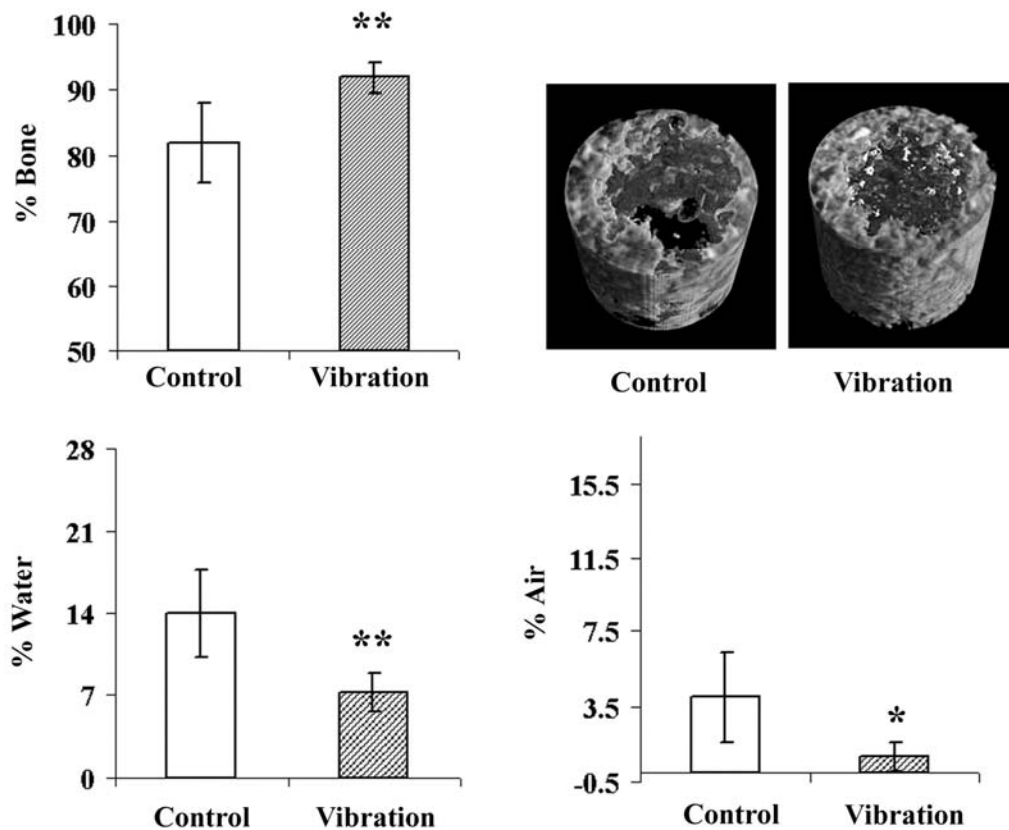 100
90
80
70
60
50
% Bone
**
Control
Vibration
Control
Vibration
28
21
14
7
0
% Water
**
Control
Vibration
15.5
11.5
7.5
3.5
-0.5
% Air
*
Control
Vibration